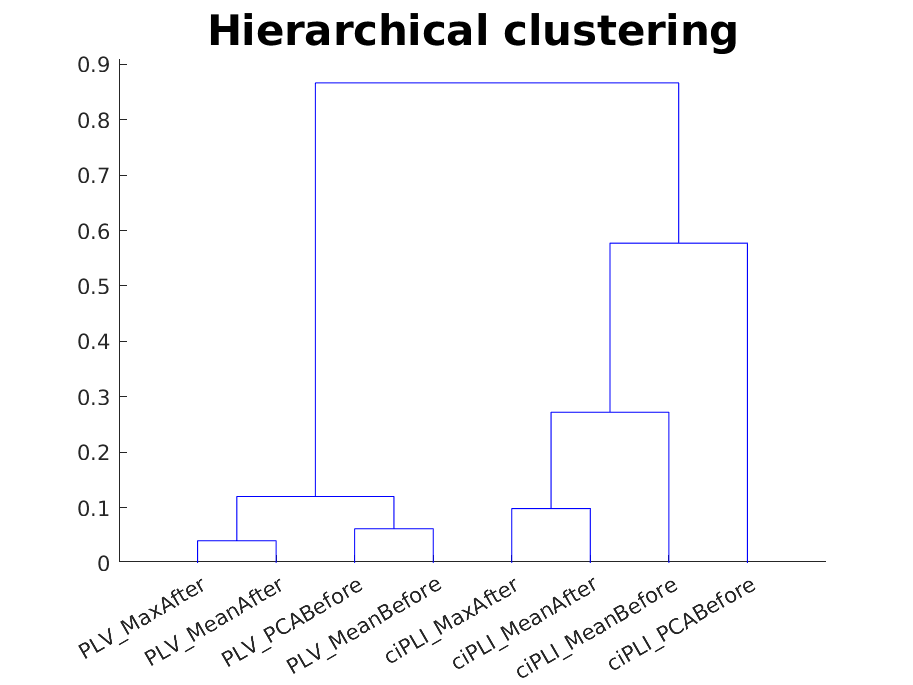 Hierarchical clustering
0.9
0.8
0.7
0.6
0.5
0.4
0.3
0.2
0.1
0
PLV_MaxAfter
PLV_MeanAfter
PLV_PCABefore
PLV_MeanBefore
ciPLI_MaxAfter
ciPLI_MeanAfter
ciPLI_MeanBefore
ciPLI_PCABefore